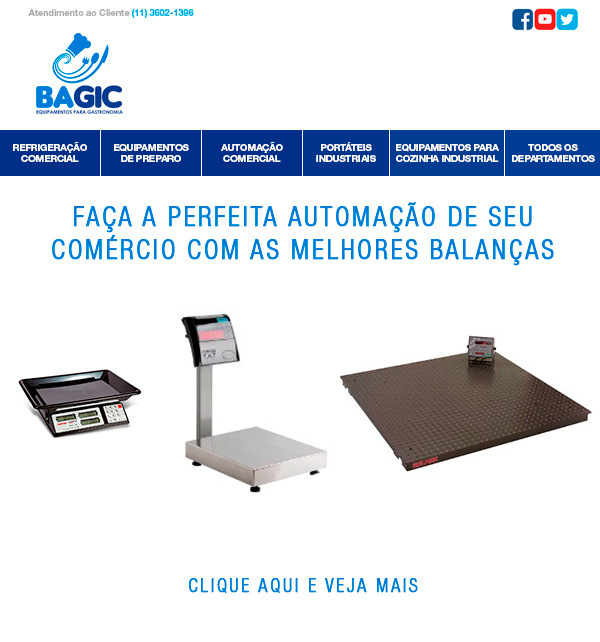 Atendimento ao Cliente (11) 3602-1396
BAGIC
EQUIPAMENTOS PARA GASTRONOMIA
REFRIGERAÇÃO
COMERCIAL
EQUIPAMENTOS
DE PREPARO
AUTOMAÇÃO
COMERCIAL
PORTÁTEIS
INDUSTRIAIS
EQUIPAMENTOS PARA
COZINHA INDUSTRIAL
TODOS OS
DEPARTAMENTOS
FAÇA A PERFEITA AUTOMAÇÃO DE SEU
COMÉRCIO COM AS MELHORES BALANÇAS
CLIQUE AQUI E VEJA MAIS